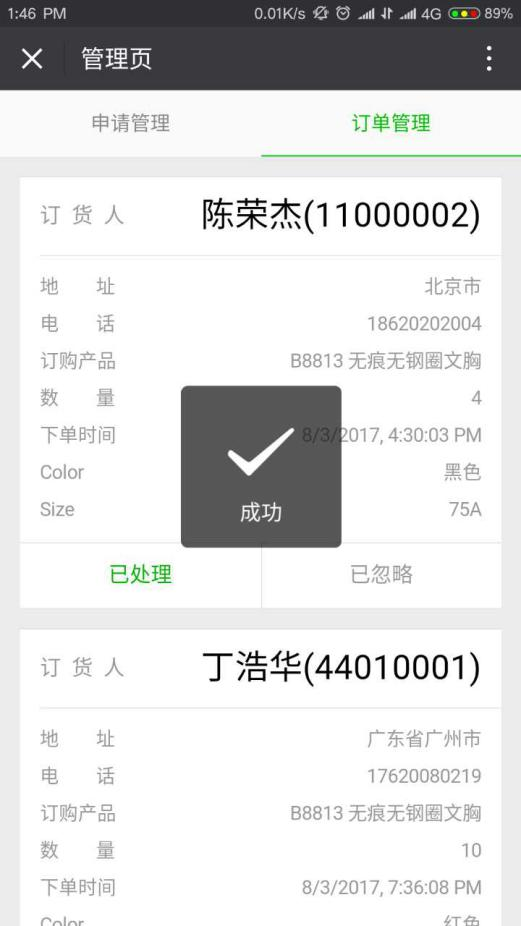 1:46 PM 0.01K/s 4G 89%
管理页
申请管理 订单管理
订货人 陈荣杰(11000002)
地址 北京市
电话 18620202004
订购产品 B8813 无痕无钢圈文胸
数量 4
下单时间 8/3/2017, 4:30:03 PM
Color 黑色
Size 75A
成功
已处理 已忽略
订货人 丁浩华(44010001)
地址 广东省广州市
电话 17620080219
订购产品 B8813 无痕无钢圈文胸
数量 10
下单时间 8/3/2017, 7:36:08 PM
Color 红色